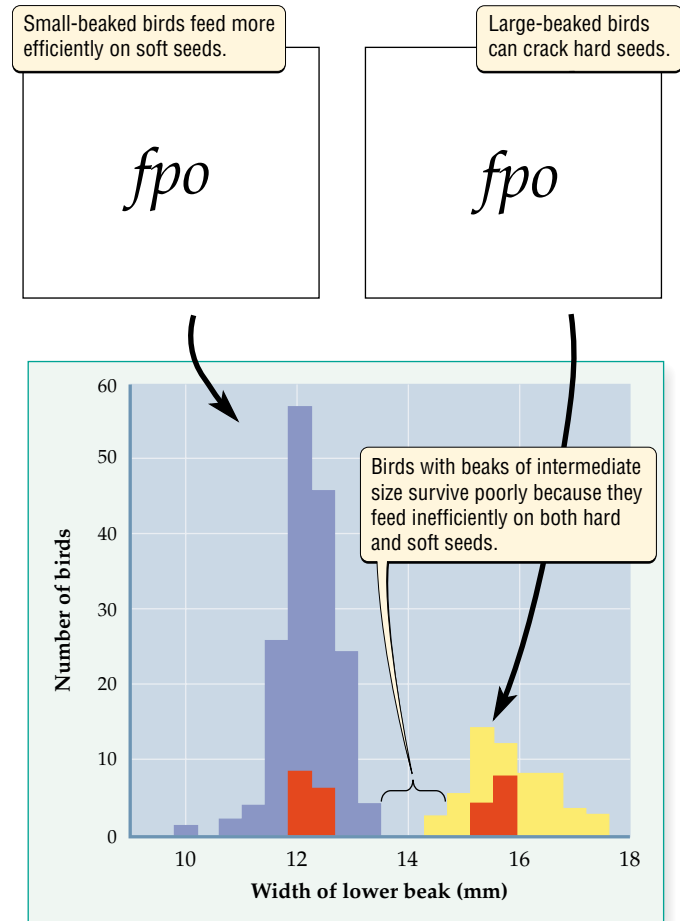 Small-beaked birds feed more
efficiently on soft seeds.
Large-beaked birds
can crack hard seeds.
fpo
fpo
60
50
40
30
20
10
0
Number of birds
Birds with beaks of intermediate
size survive poorly because they
feed inefficiently on both hard
and soft seeds.
10
12
14
16
18
Width of lower beak (mm)